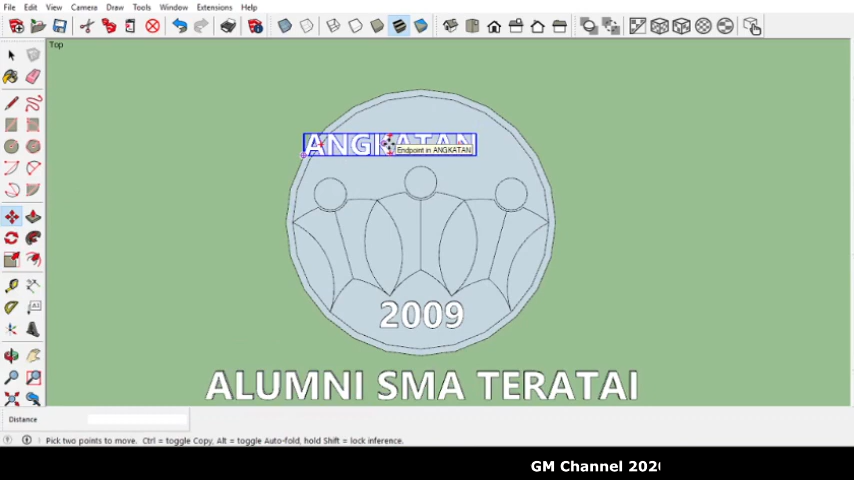 File Edit View Camera Draw Tools Window Extensions Help
Top
ANGKATAN
Endpoint in ANGKATAN
2009
ALUMNI SMA TERATAI
Distance
Pick two points to move. Ctrl = toggle Copy, Alt = toggle Auto-fold, hold Shift = lock inference.
GM Channel 202